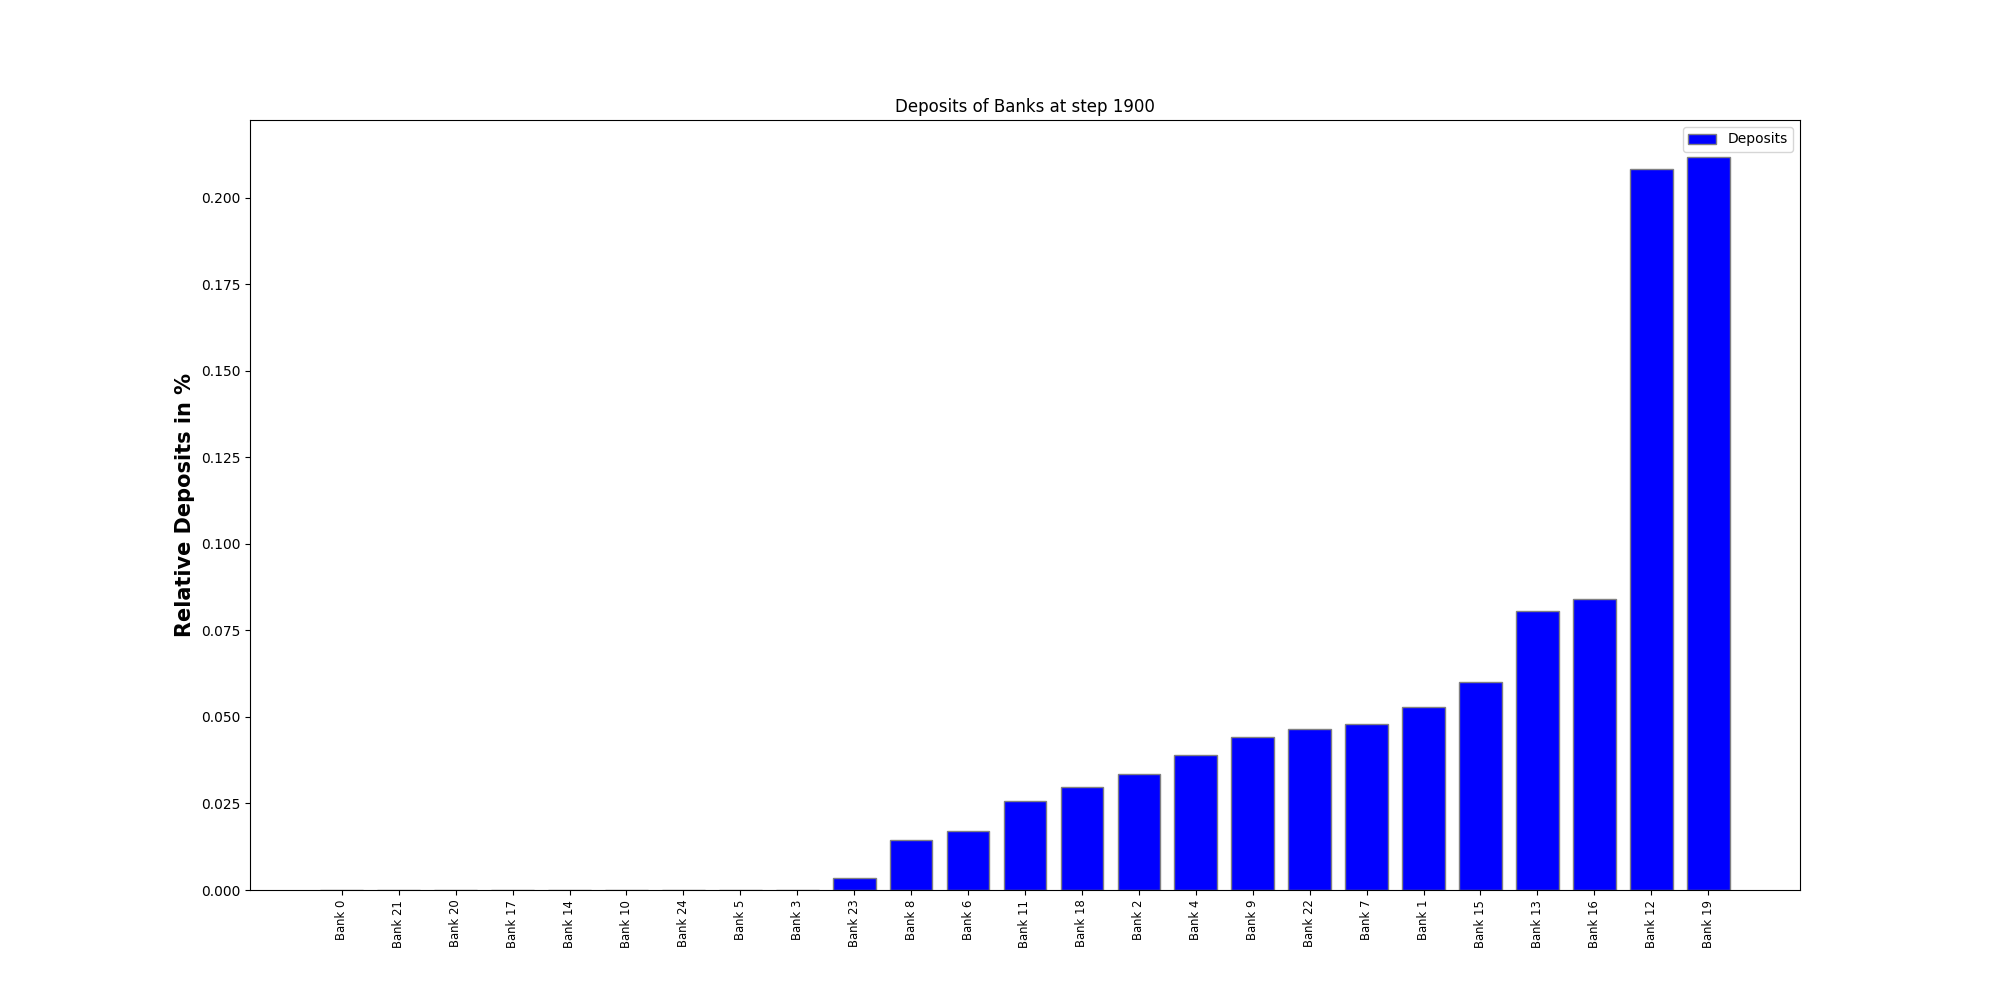 Deposits of Banks at step 1900
Deposits
Relative Deposits in %
0.200
0.175
0.150
0.125
0.100
0.075
0.050
0.025
0.000
Bank 0
Bank 21
Bank 20
Bank 17
Bank 14
Bank 10
Bank 24
Bank 5
Bank 3
Bank 23
Bank 8
Bank 6
Bank 11
Bank 18
Bank 2
Bank 4
Bank 9
Bank 22
Bank 7
Bank 1
Bank 15
Bank 13
Bank 16
Bank 12
Bank 19